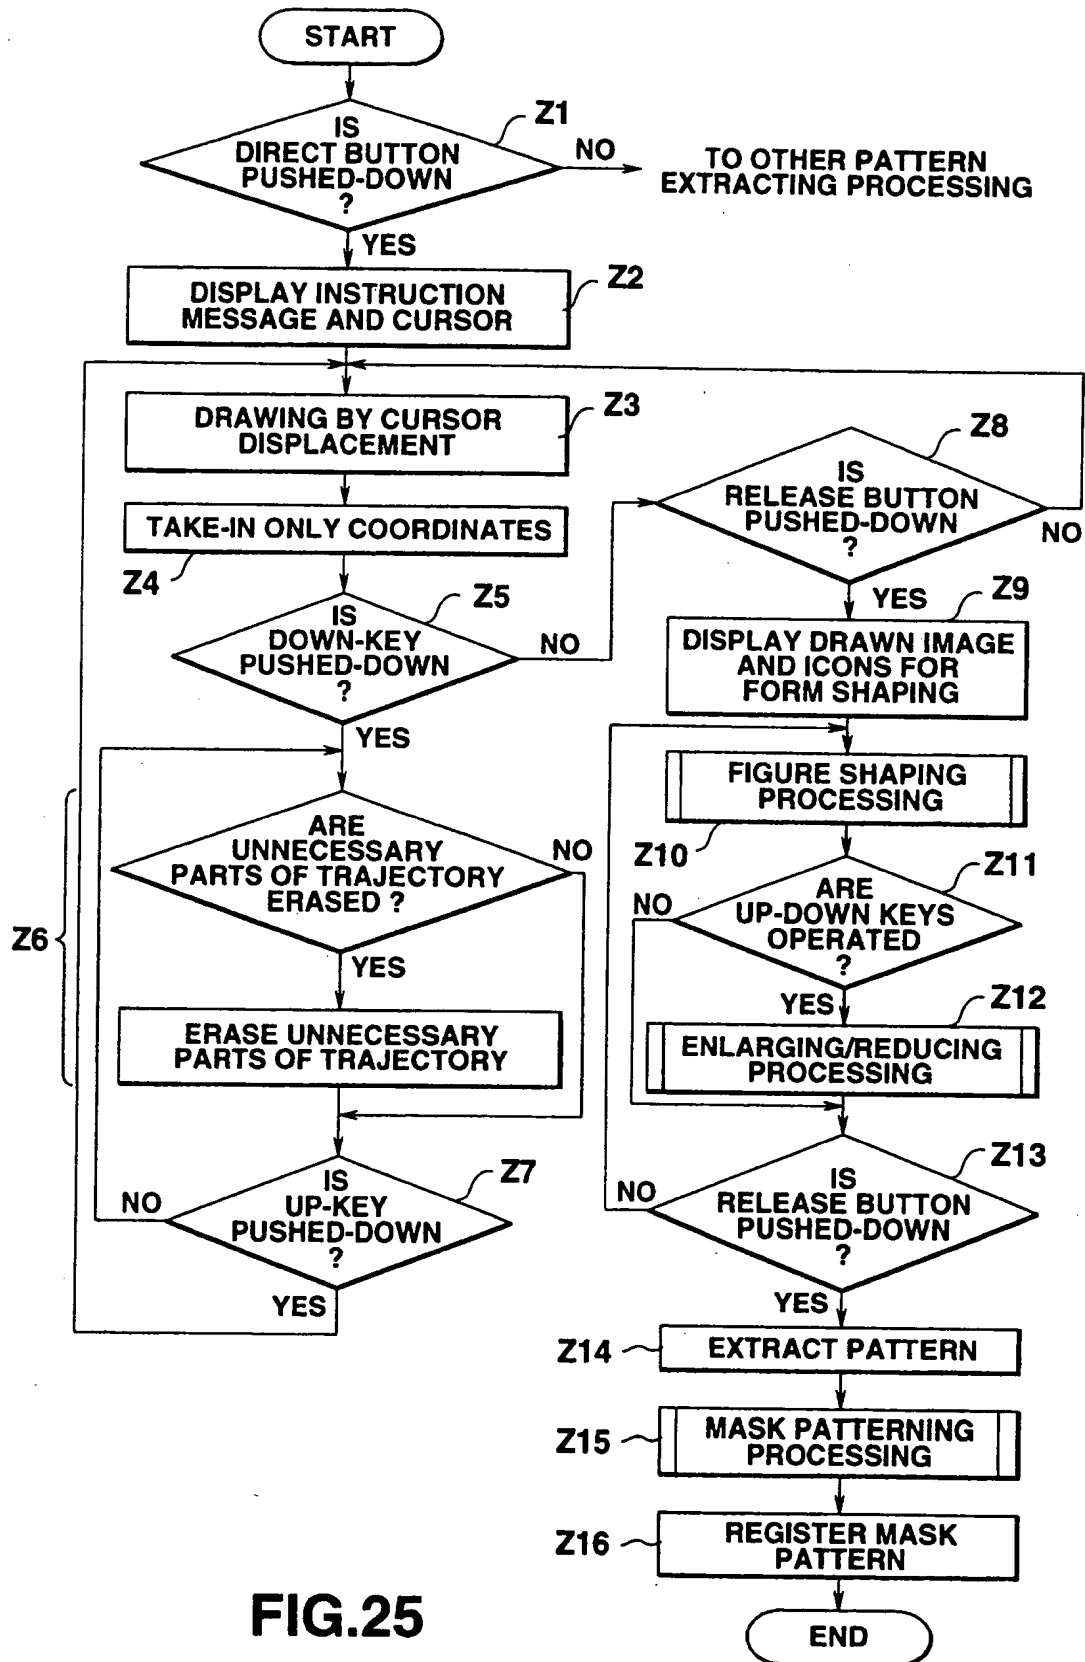 START
Z1
IS
DIRECT BUTTON
PUSHED-DOWN
?
NO
TO OTHER PATTERN
EXTRACTING PROCESSING
YES
Z2
DISPLAY INSTRUCTION
MESSAGE AND CURSOR
Z3
DRAWING BY CURSOR
DISPLACEMENT
TAKE-IN ONLY COORDINATES
Z4
Z5
IS
DOWN-KEY
PUSHED-DOWN
?
NO
YES
Z6
ARE
UNNECESSARY
PARTS OF TRAJECTORY
ERASED ?
NO
YES
ERASE UNNECESSARY
PARTS OF TRAJECTORY
Z7
IS
UP-KEY
PUSHED-DOWN
?
NO
YES
Z8
IS
RELEASE BUTTON
PUSHED-DOWN
?
NO
YES
Z9
DISPLAY DRAWN IMAGE
AND ICONS FOR
FORM SHAPING
FIGURE SHAPING
PROCESSING
Z10
Z11
ARE
UP-DOWN KEYS
OPERATED
?
NO
YES
Z12
ENLARGING/REDUCING
PROCESSING
Z13
IS
RELEASE BUTTON
PUSHED-DOWN
?
NO
YES
Z14
EXTRACT PATTERN
Z15
MASK PATTERNING
PROCESSING
Z16
REGISTER MASK
PATTERN
END
FIG.25